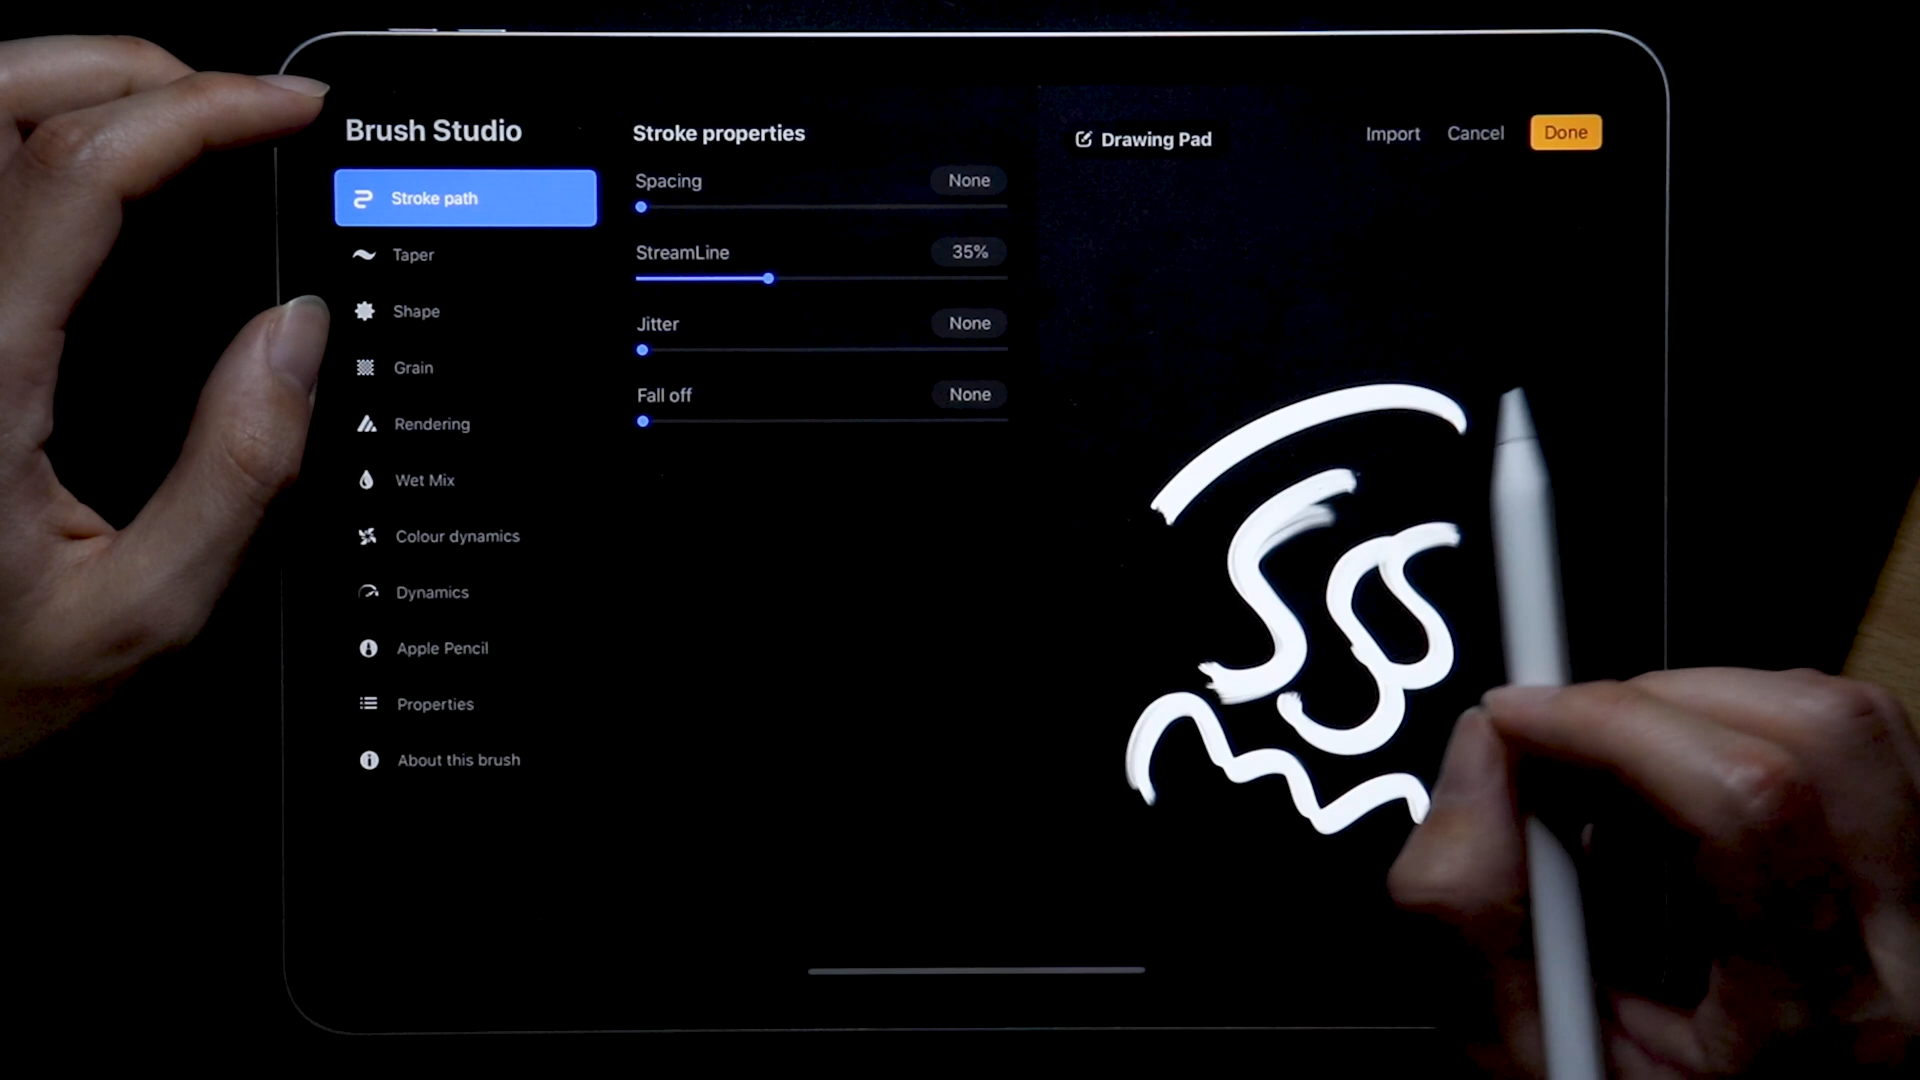 Brush Studio
Stroke path
Taper
Shape
Grain
Rendering
Wet Mix
Colour dynamics
Dynamics
Apple Pencil
Properties
About this brush
Stroke properties
Spacing None
StreamLine 35%
Jitter None
Fall off None
Drawing Pad
Import Cancel Done